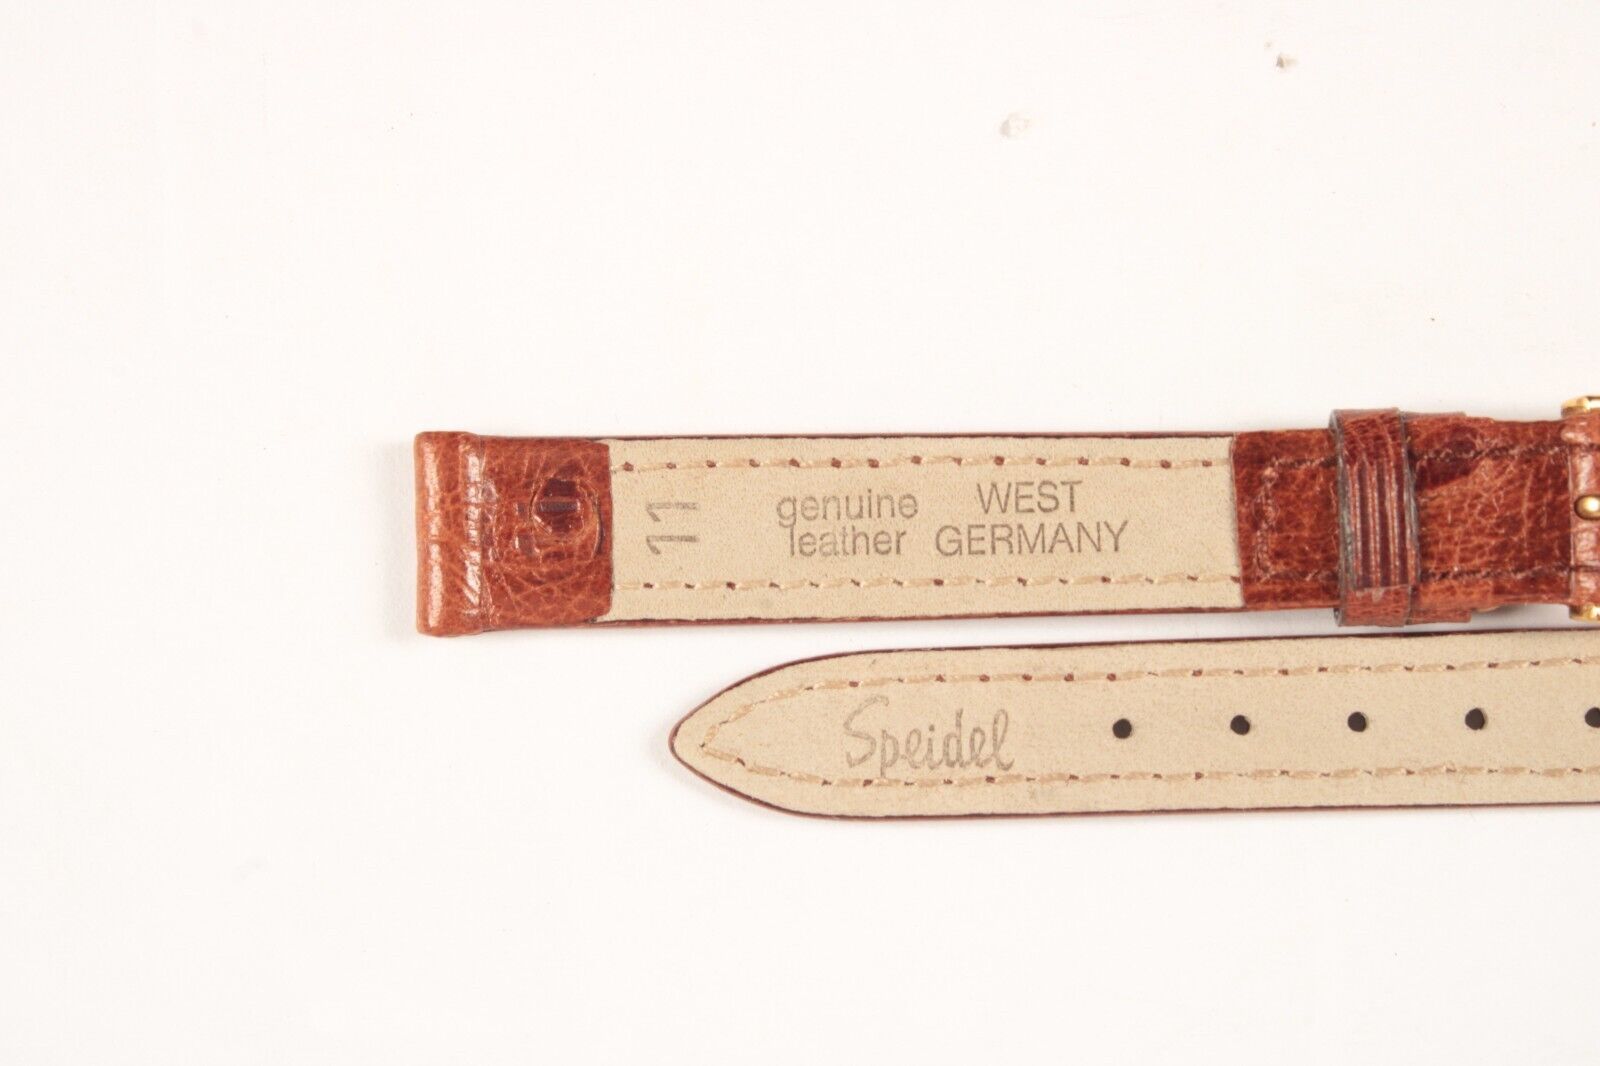 11
genuine
leather
WEST
GERMANY
Speidel